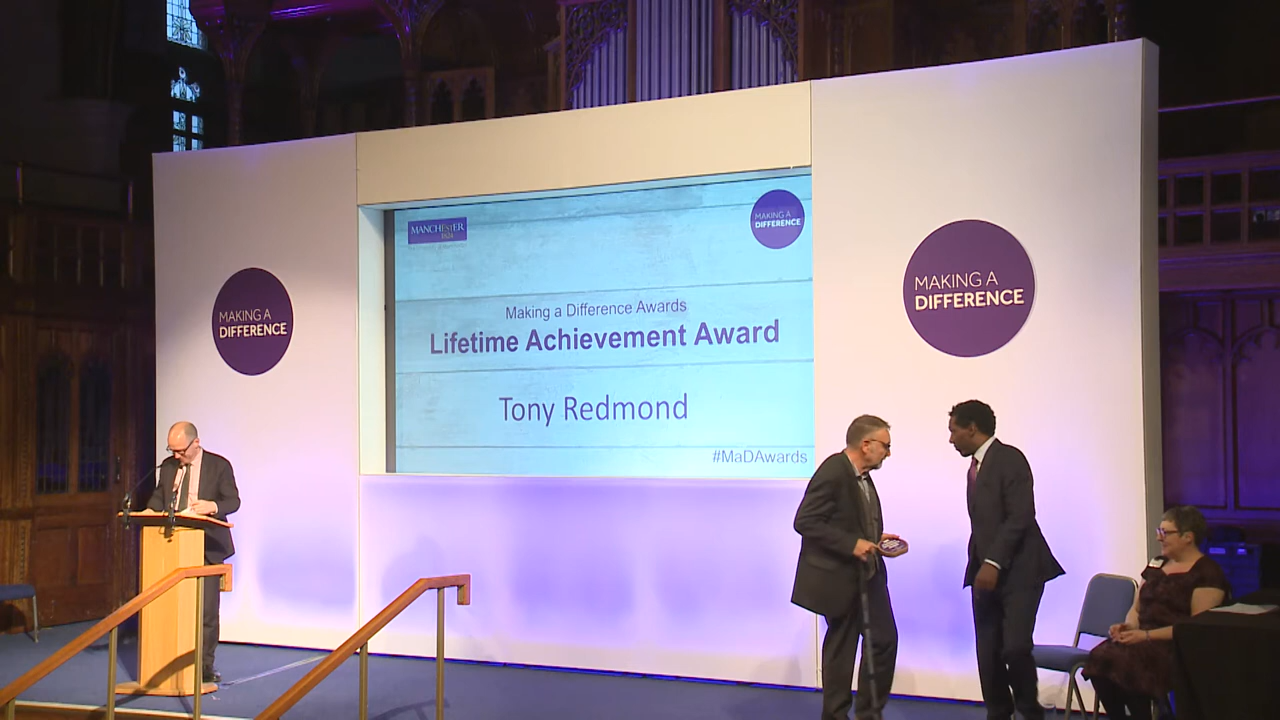 MANCHESTER
1824
MAKING A
DIFFERENCE
Making a Difference Awards
Lifetime Achievement Award
Tony Redmond
#MaDAwards
MAKING A
DIFFERENCE
MAKING A
DIFFERENCE